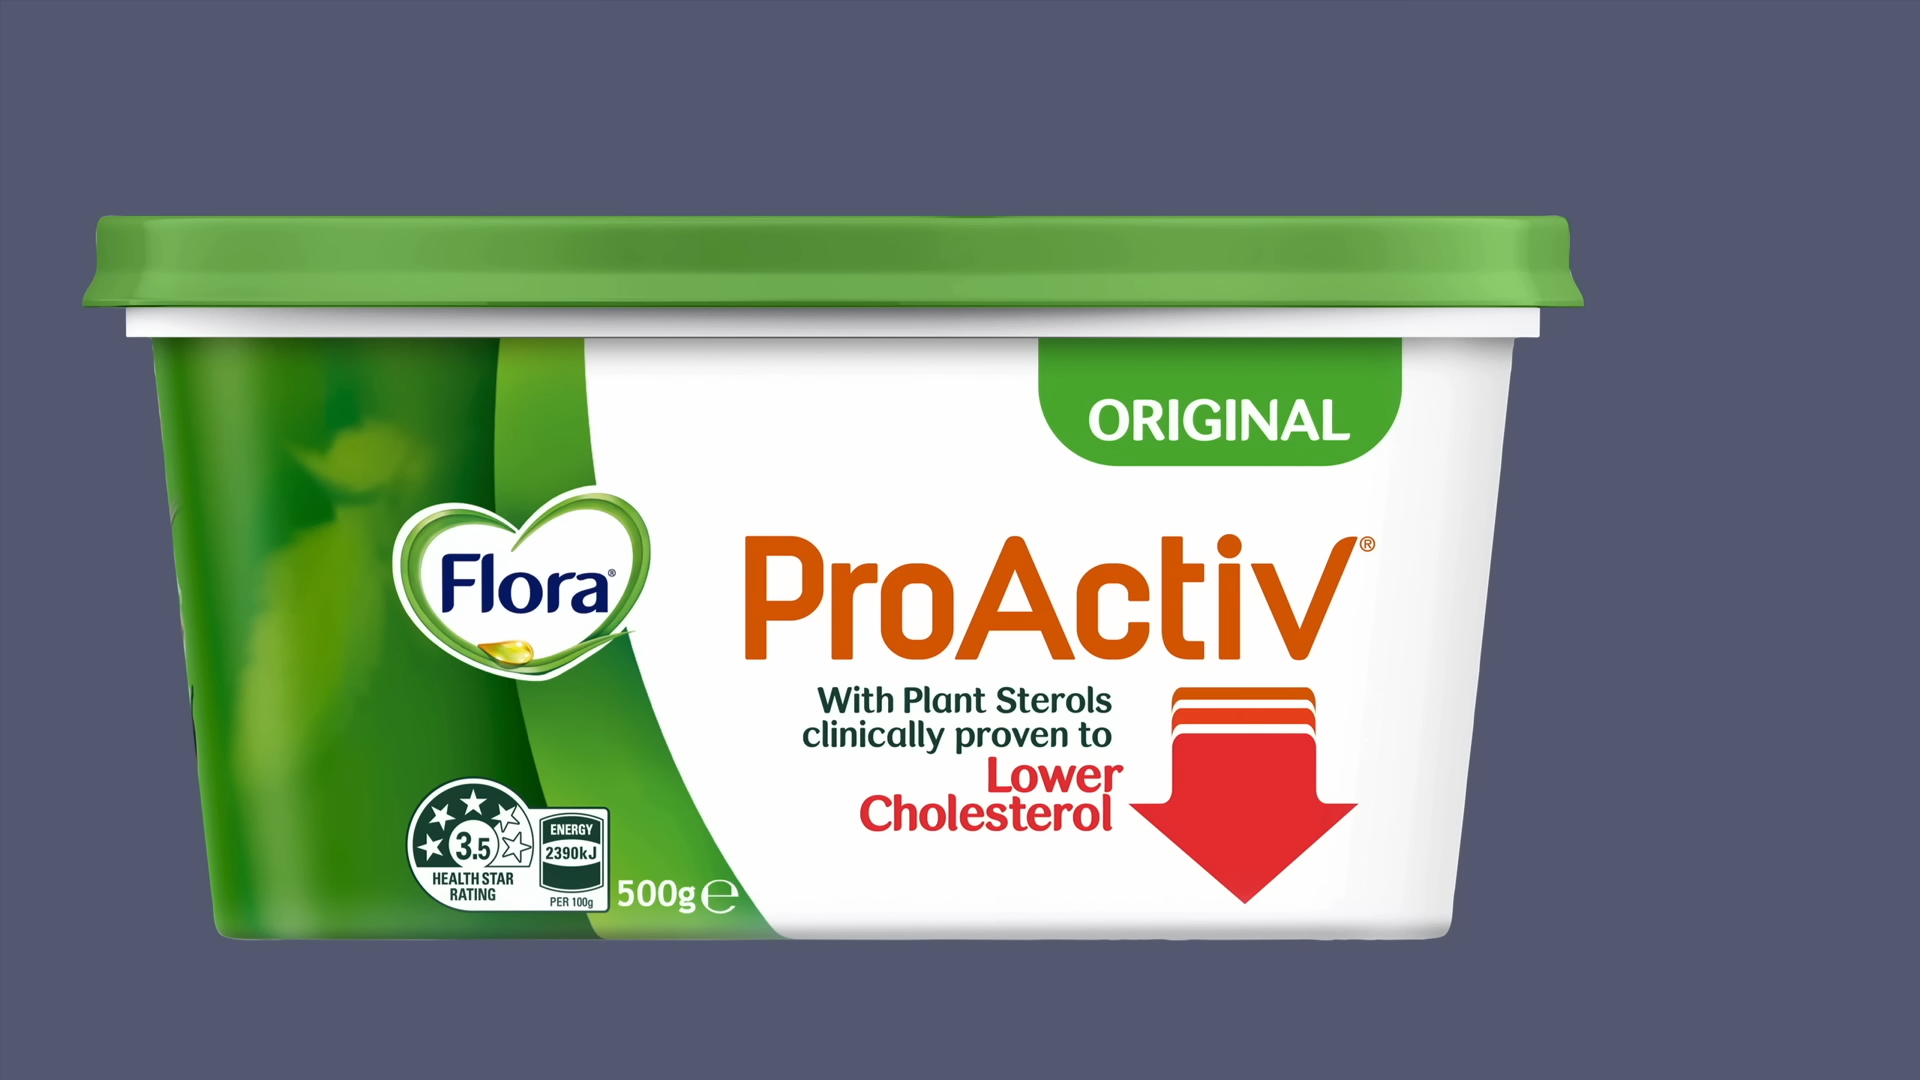 ORIGINAL
Flora®
ProActiv®
With Plant Sterols
clinically proven to
Lower
Cholesterol
3.5
HEALTH STAR
RATING
ENERGY
2390kJ
PER 100g
500g℮